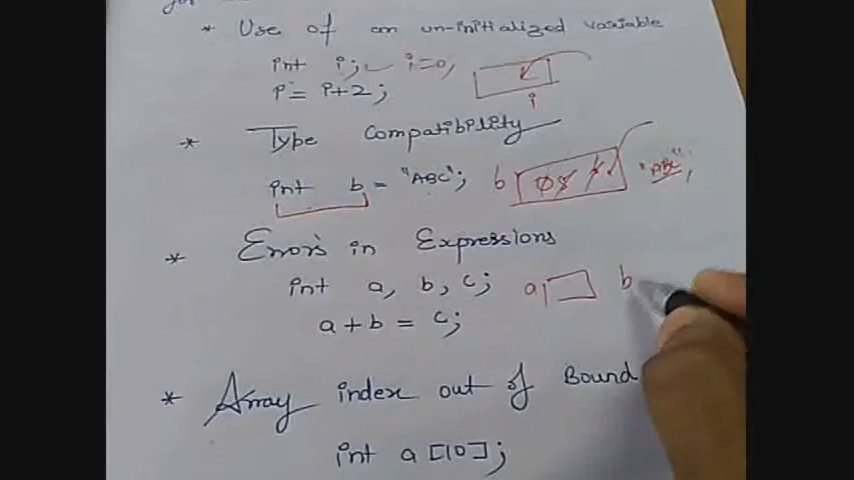 * Use of an un-initialized variable
int i; i=0;
i = i+2; i
* Type Compatibility
int b = "ABC"; b "ABC";
* Errors in Expressions
int a, b, c; a b
a + b = c;
* Array index out of Bound
int a [10];